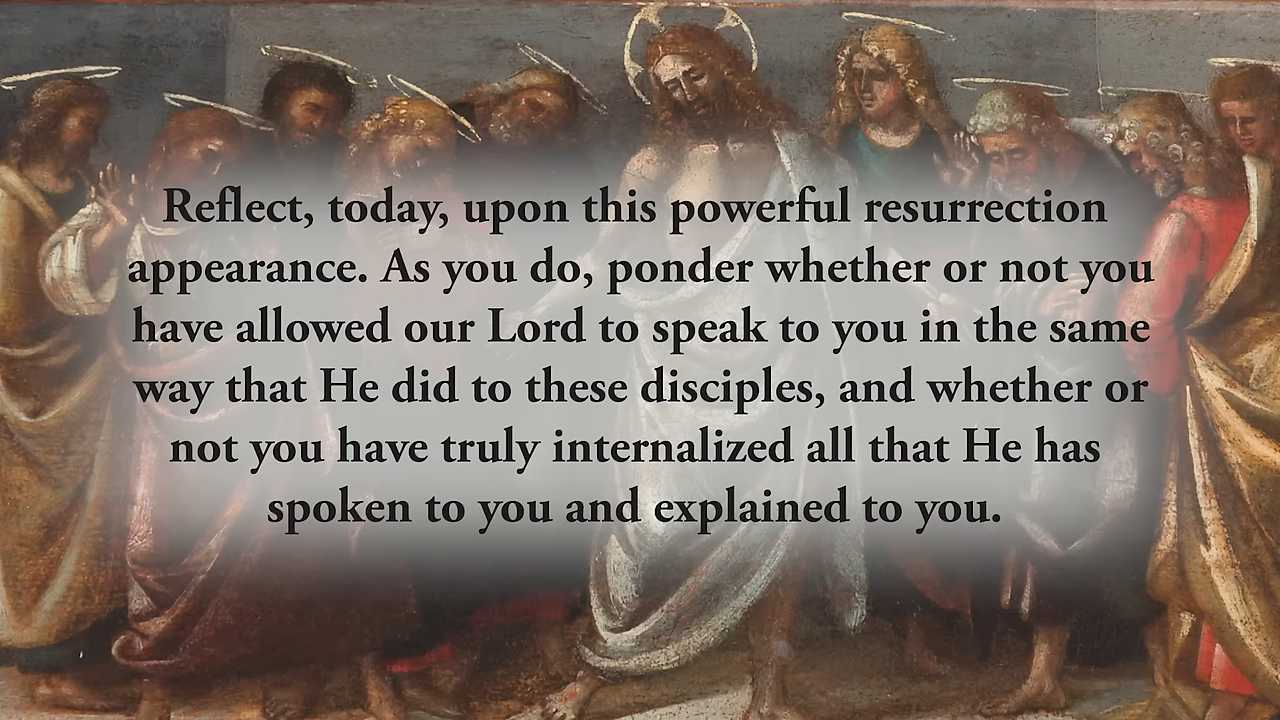 Reflect, today, upon this powerful resurrection
appearance. As you do, ponder whether or not you
have allowed our Lord to speak to you in the same
way that He did to these disciples, and whether or
not you have truly internalized all that He has
spoken to you and explained to you.